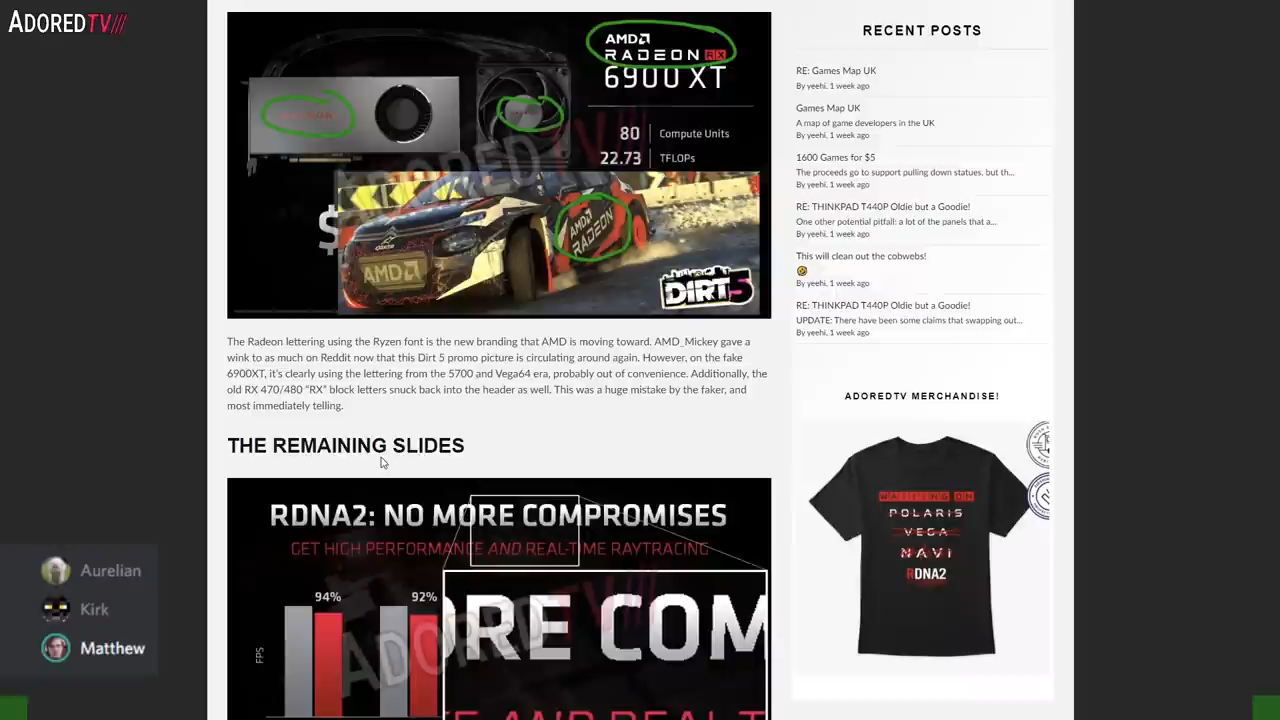 ADOREDTV
AMD
RADEON RX
6900 XT
80 Compute Units
22.73 TFLOPs
$
AMD
RADEON
AMD
DIRT 5
The Radeon lettering using the Ryzen font is the new branding that AMD is moving toward. AMD_Mickey gave a
wink to as much on Reddit now that this Dirt 5 promo picture is circulating around again. However, on the fake
6900XT, it's clearly using the lettering from the 5700 and Vega64 era, probably out of convenience. Additionally, the
old RX 470/480 “RX” block letters snuck back into the header as well. This was a huge mistake by the faker, and
most immediately telling.
THE REMAINING SLIDES
RDNA2: NO MORE COMPROMISES
GET HIGH PERFORMANCE AND REAL-TIME RAYTRACING
94%
92%
FPS
ORE COM
E AND REAL-T
ADOREDTV
RECENT POSTS
RE: Games Map UK
By yeehi, 1 week ago
Games Map UK
A map of game developers in the UK
By yeehi, 1 week ago
1600 Games for $5
The proceeds go to support pulling down statues, but th...
By yeehi, 1 week ago
RE: THINKPAD T440P Oldie but a Goodie!
One other potential pitfall: a lot of the panels that a...
By yeehi, 1 week ago
This will clean out the cobwebs!
By yeehi, 1 week ago
RE: THINKPAD T440P Oldie but a Goodie!
UPDATE: There have been some claims that swapping out...
By yeehi, 1 week ago
ADOREDTV MERCHANDISE!
WAITING ON
POLARIS
VEGA
NAVI
RDNA2
Aurelian
Kirk
Matthew